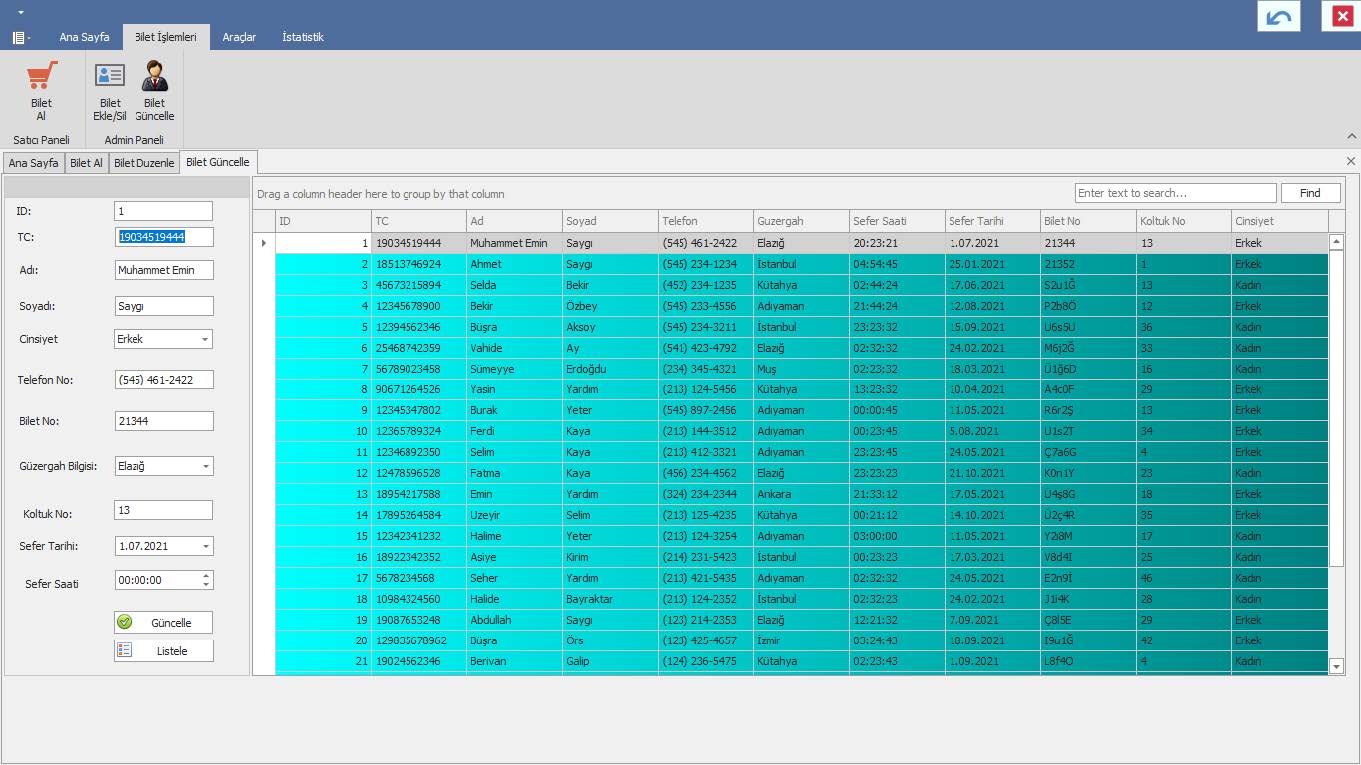 Ana Sayfa Bilet İşlemleri Araçlar İstatistik
Bilet Al
Bilet Ekle/Sil
Bilet Güncelle
Satıcı Paneli Admin Paneli
Ana Sayfa Bilet Al Bilet Duzenle Bilet Güncelle
Drag a column header here to group by that column Enter text to search... Find
ID: 1
TC: 19034519444
Adı: Muhammet Emin
Soyadı: Saygı
Cinsiyet Erkek
Telefon No: (545) 461-2422
Bilet No: 21344
Güzergah Bilgisi: Elazığ
Koltuk No: 13
Sefer Tarihi: 1.07.2021
Sefer Saati 00:00:00
Güncelle
Listele
ID TC Ad Soyad Telefon Guzergah Sefer Saati Sefer Tarihi Bilet No Koltuk No Cinsiyet
1 19034519444 Muhammet Emin Saygı (545) 461-2422 Elazığ 20:23:21 1.07.2021 21344 13 Erkek
2 18513746924 Ahmet Saygı (545) 234-1234 İstanbul 04:54:45 25.01.2021 21352 1 Erkek
3 45673215894 Selda Bekir (452) 234-1235 Kütahya 02:44:24 17.06.2021 S2u1Ğ 13 Kadın
4 12345678900 Bekir Özbey (545) 233-4556 Adıyaman 21:44:24 12.08.2021 P2b8Ö 12 Erkek
5 12394562346 Büşra Aksoy (545) 234-3211 İstanbul 23:23:32 15.09.2021 U6s5U 36 Kadın
6 25468742359 Vahide Ay (541) 423-4792 Elazığ 02:32:32 24.02.2021 M6j2Ğ 33 Kadın
7 56789023458 Sümeyye Erdoğdu (234) 345-4321 Muş 02:23:32 18.03.2021 Ü1ğ6D 16 Kadın
8 90671264526 Yasin Yardım (213) 124-5456 Kütahya 13:23:32 10.04.2021 A4c0F 29 Erkek
9 12345347802 Burak Yeter (545) 897-2456 Adıyaman 00:00:45 11.05.2021 R6r2Ş 13 Erkek
10 12365789324 Ferdi Kaya (213) 144-3512 Adıyaman 00:23:45 5.08.2021 U1s2T 34 Erkek
11 12346892350 Selim Kaya (213) 412-3321 Adıyaman 23:23:45 24.05.2021 Ç7a6G 4 Erkek
12 12478596528 Fatma Kaya (456) 234-4562 Elazığ 23:23:23 21.10.2021 K0n1Y 23 Kadın
13 18954217588 Emin Yardım (324) 234-2344 Ankara 21:33:12 17.05.2021 Ü4ş8G 18 Erkek
14 17895264584 Üzeyir Selim (213) 125-4235 Kütahya 00:21:12 14.10.2021 Ü2ç4R 35 Erkek
15 12342341232 Halime Yeter (213) 124-3254 Adıyaman 03:00:00 11.05.2021 17 Kadın
16 18922342352 Asiye Kirim (214) 231-5423 İstanbul 00:23:23 17.03.2021 V8d4I 25 Kadın
17 5678234568 Seher Yardım (213) 421-5435 Adıyaman 02:32:32 24.05.2021 E2n9İ 46 Kadın
18 10984324560 Halide Bayraktar (213) 124-2352 İstanbul 02:32:23 24.02.2021 28 Kadın
19 19087653248 Abdullah Saygı (123) 214-2353 Elazığ 12:21:32 7.09.2021 29 Erkek
20 129835678962 Büşra Örs (123) 425-4657 İzmir 03:24:43 18.09.2021 42 Erkek
21 19024562346 Berivan Galip (124) 236-5475 Kütahya 02:23:43 1.09.2021 L8f4O 4 Kadın